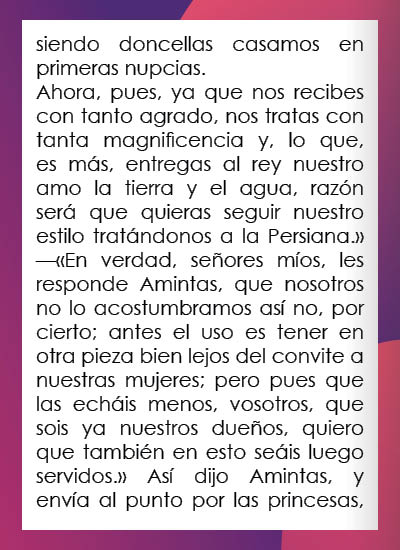 siendo doncellas casamos en
primeras nupcias.
Ahora, pues, ya que nos recibes
con tanto agrado, nos tratas con
tanta magnificencia y, lo que,
es más, entregas al rey nuestro
amo la tierra y el agua, razón
será que quieras seguir nuestro
estilo tratándonos a la Persiana.»
—«En verdad, señores míos, les
responde Amintas, que nosotros
no lo acostumbramos así no, por
cierto; antes el uso es tener en
otra pieza bien lejos del convite a
nuestras mujeres; pero pues que
las echáis menos, vosotros, que
sois ya nuestros dueños, quiero
que también en esto seáis luego
servidos.» Así dijo Amintas, y
envía al punto por las princesas,